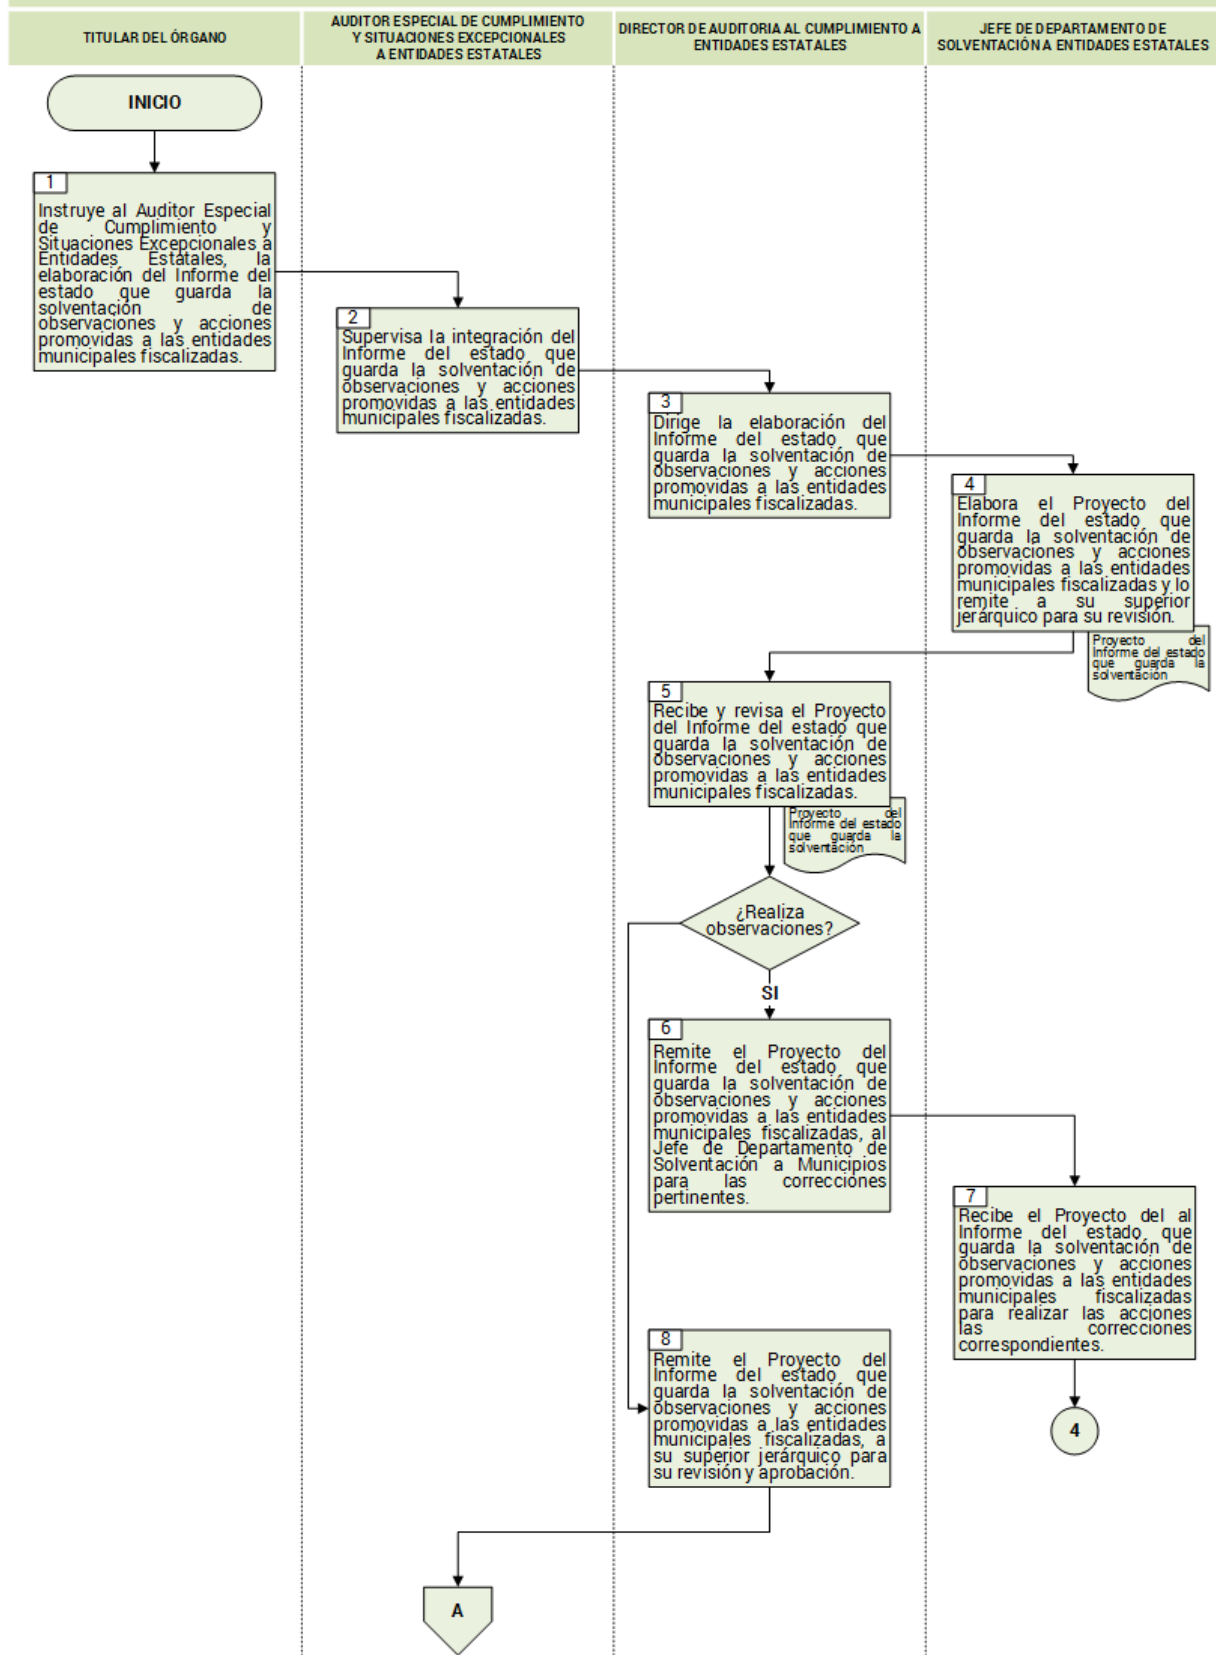 TITULAR DEL ÓRGANO
AUDITOR ESPECIAL DE CUMPLIMIENTO
Y SITUACIONES EXCEPCIONALES
A ENTIDADES ESTATALES
DIRECTOR DE AUDITORIA AL CUMPLIMIENTO A
ENTIDADES ESTATALES
JEFE DE DEPARTAMENTO DE
SOLVENTACIÓN A ENTIDADES ESTATALES
INICIO
1
Instruye al Auditor Especial
de Cumplimiento y
Situaciones Excepcionales a
Entidades Estatales, la
elaboración del Informe del
estado que guarda la
solventación de
observaciones y acciones
promovidas a las entidades
municipales fiscalizadas.
2
Supervisa la integración del
Informe del estado que
guarda la solventación de
observaciones y acciones
promovidas a las entidades
municipales fiscalizadas.
3
Dirige la elaboración del
Informe del estado que
guarda la solventación de
observaciones y acciones
promovidas a las entidades
municipales fiscalizadas.
4
Elabora el Proyecto del
Informe del estado que
guarda la solventación de
observaciones y acciones
promovidas a las entidades
municipales fiscalizadas y lo
remite a su superior
jerárquico para su revisión.
Proyecto del
Informe del estado
que guarda la
solventación
5
Recibe y revisa el Proyecto
del Informe del estado que
guarda la solventación de
observaciones y acciones
promovidas a las entidades
municipales fiscalizadas.
Proyecto del
Informe del estado
que guarda la
solventación
¿Realiza
observaciones?
SI
6
Remite el Proyecto del
Informe del estado que
guarda la solventación de
observaciones y acciones
promovidas a las entidades
municipales fiscalizadas, al
Jefe de Departamento de
Solventación a Municipios
para las correcciones
pertinentes.
7
Recibe el Proyecto del al
Informe del estado que
guarda la solventación de
observaciones y acciones
promovidas a las entidades
municipales fiscalizadas
para realizar las acciones
las correcciones
correspondientes.
8
Remite el Proyecto del
Informe del estado que
guarda la solventación de
observaciones y acciones
promovidas a las entidades
municipales fiscalizadas, a
su superior jerárquico para
su revisión y aprobación.
4
A